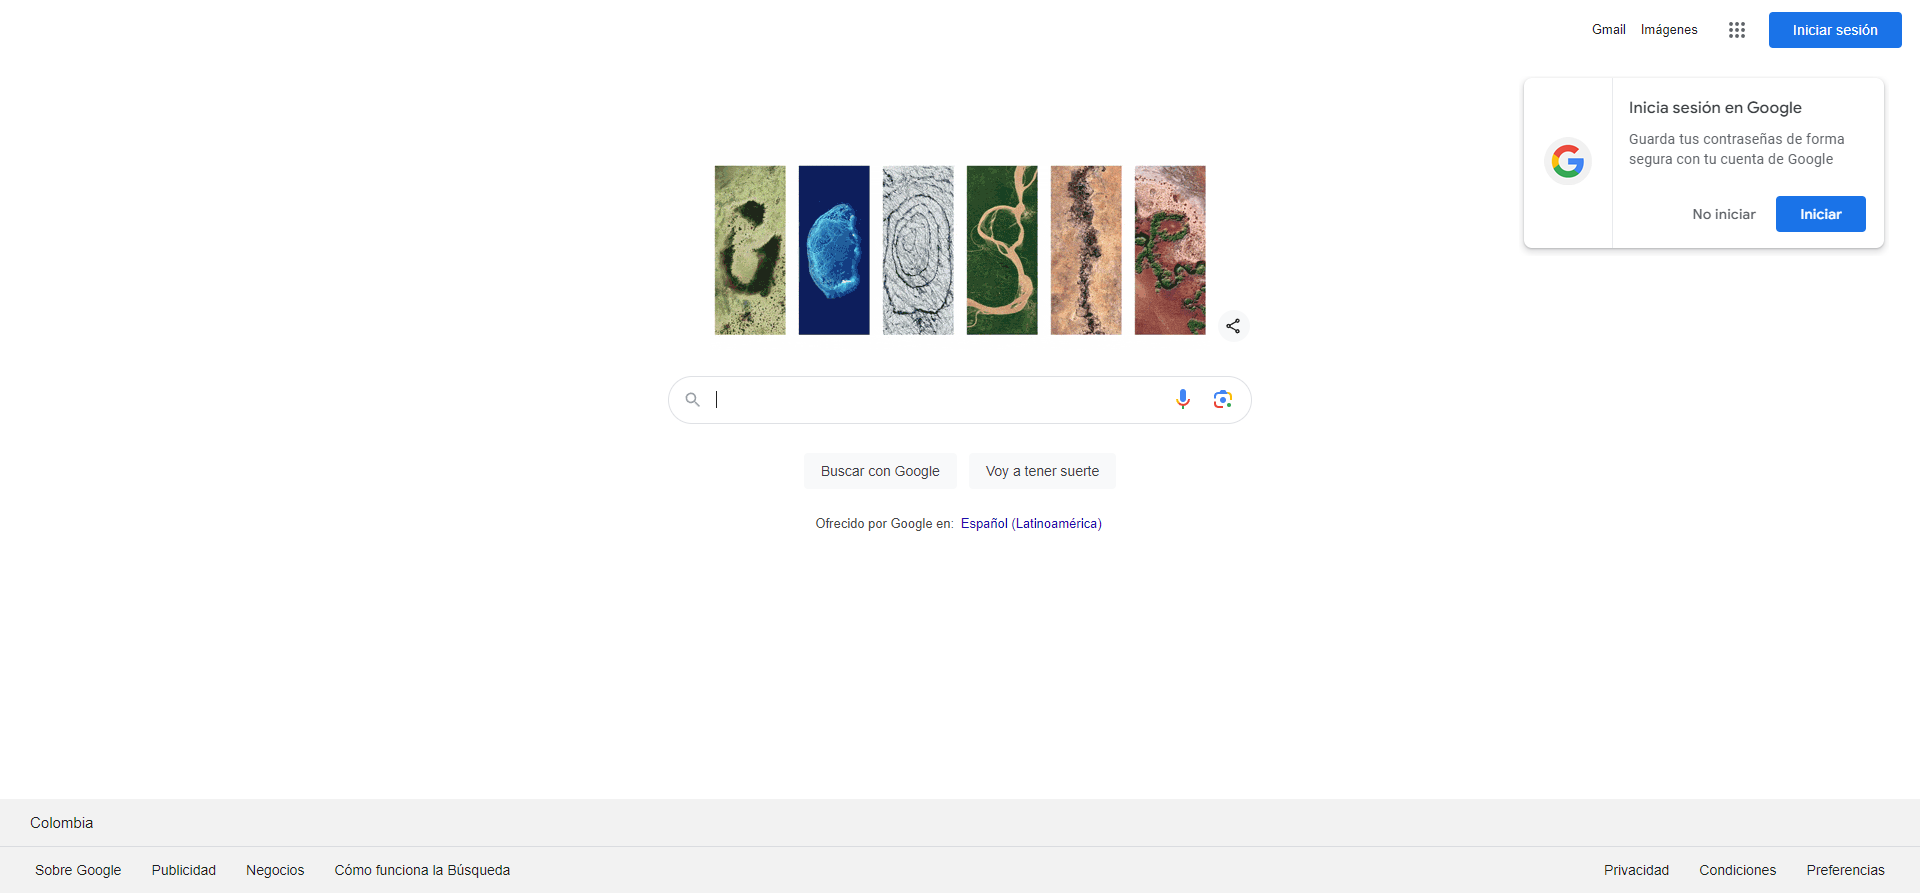 Gmail Imágenes Iniciar sesión
Inicia sesión en Google
Guarda tus contraseñas de forma
segura con tu cuenta de Google
No iniciar Iniciar
Buscar con Google Voy a tener suerte
Ofrecido por Google en: Español (Latinoamérica)
Colombia
Sobre Google Publicidad Negocios Cómo funciona la Búsqueda Privacidad Condiciones Preferencias